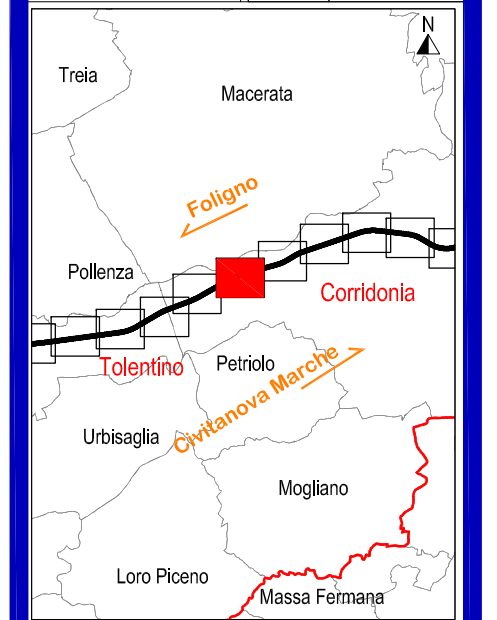 N
Treia
Macerata
Foligno
Pollenza
Corridonia
Tolentino
Petriolo
Civitanova Marche
Urbisaglia
Mogliano
Loro Piceno
Massa Fermana